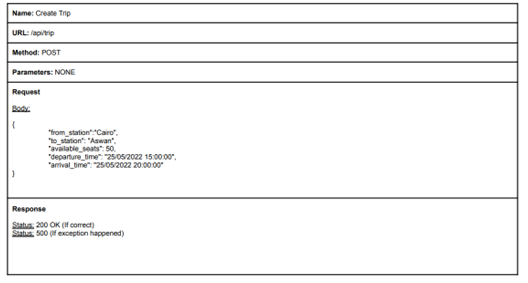 Name: Create Trip
URL: /api/trip
Method: POST
Parameters: NONE
Request
Body:
{
"from_station":"Cairo",
"to_station": "Aswan",
"available_seats": 50,
"departure_time": "25/05/2022 15:00:00",
"arrival_time": "25/05/2022 20:00:00"
}
Response
Status: 200 OK (If correct)
Status: 500 (If exception happened)